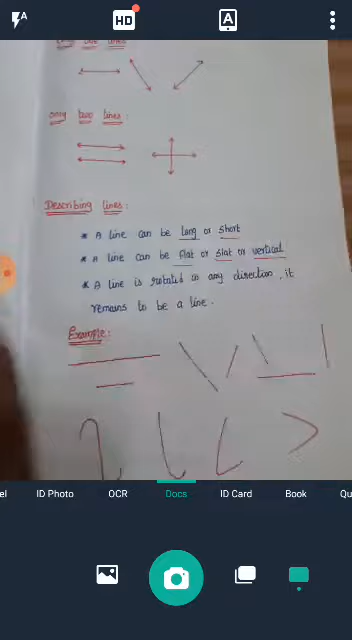 A
HD
A
only two lines:
Describing lines:
* A line can be long or short
* A line can be flat or slat or vertical
* A line is rotated in any direction, it
remains to be a line.
Example:
el
ID Photo
OCR
Docs
ID Card
Book
Qu